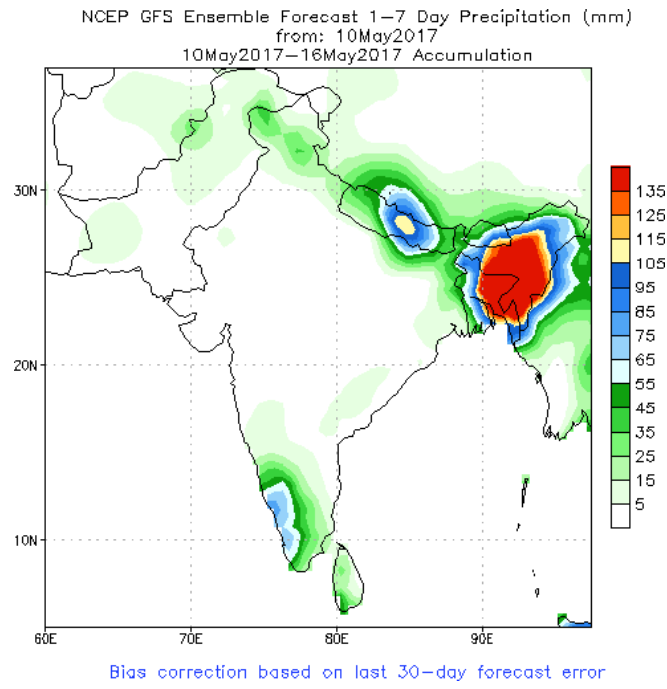 NCEP GFS Ensemble Forecast 1-7 Day Precipitation (mm)
from: 10May2017
10May2017-16May2017 Accumulation
30N
20N
10N
60E
70E
80E
90E
135
125
115
105
95
85
75
65
55
45
35
25
15
5
Bias correction based on last 30-day forecast error